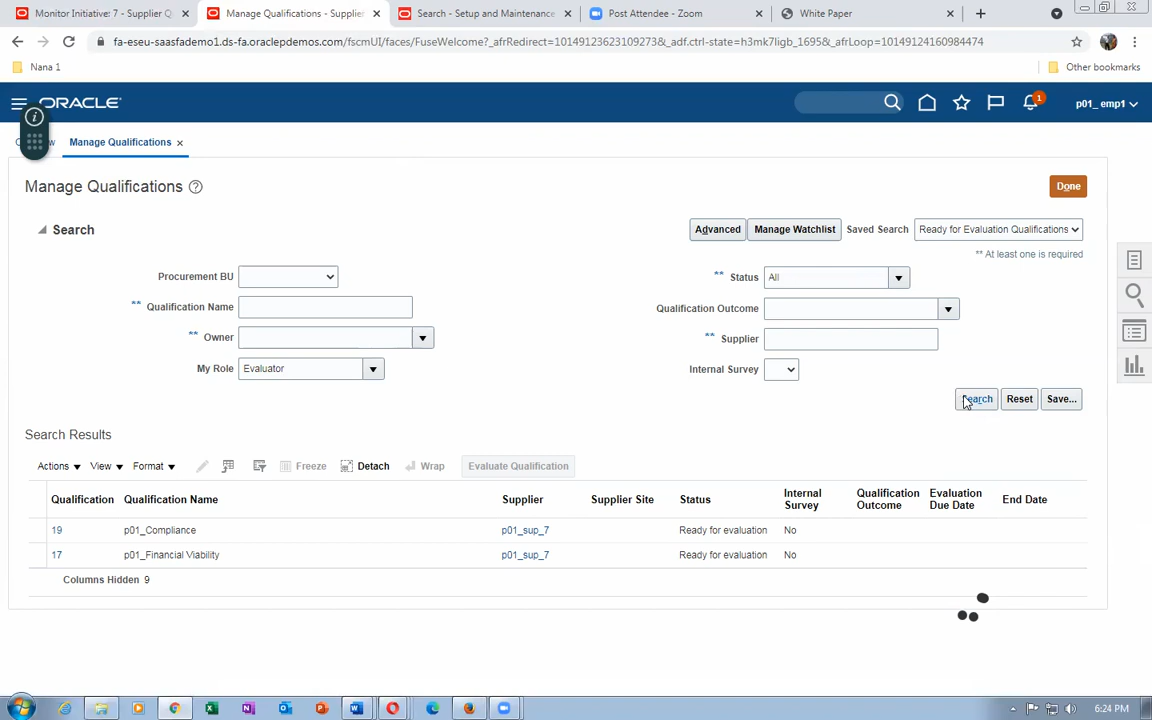 Monitor Initiative: 7 - Supplier Q
Manage Qualifications - Supplier
Search - Setup and Maintenance
Post Attendee - Zoom
White Paper
fa-eseu-saasfademo1.ds-fa.oraclepdemos.com/fscmUI/faces/FuseWelcome?_afrRedirect=10149123623109273&_adf.ctrl-state=h3mk7ligb_1695&_afrLoop=10149124160984474
Nana 1
Other bookmarks
ORACLE
1
p01_ emp1
Manage Qualifications
Manage Qualifications
Done
Search
Advanced
Manage Watchlist
Saved Search
Ready for Evaluation Qualifications
** At least one is required
Procurement BU
** Status
All
** Qualification Name
Qualification Outcome
** Owner
** Supplier
My Role
Evaluator
Internal Survey
Search
Reset
Save...
Search Results
Actions
View
Format
Freeze
Detach
Wrap
Evaluate Qualification
Qualification
Qualification Name
Supplier
Supplier Site
Status
Internal Survey
Qualification Outcome
Evaluation Due Date
End Date
19 p01_Compliance p01_sup_7 Ready for evaluation No
17 p01_Financial Viability p01_sup_7 Ready for evaluation No
Columns Hidden 9
6:24 PM